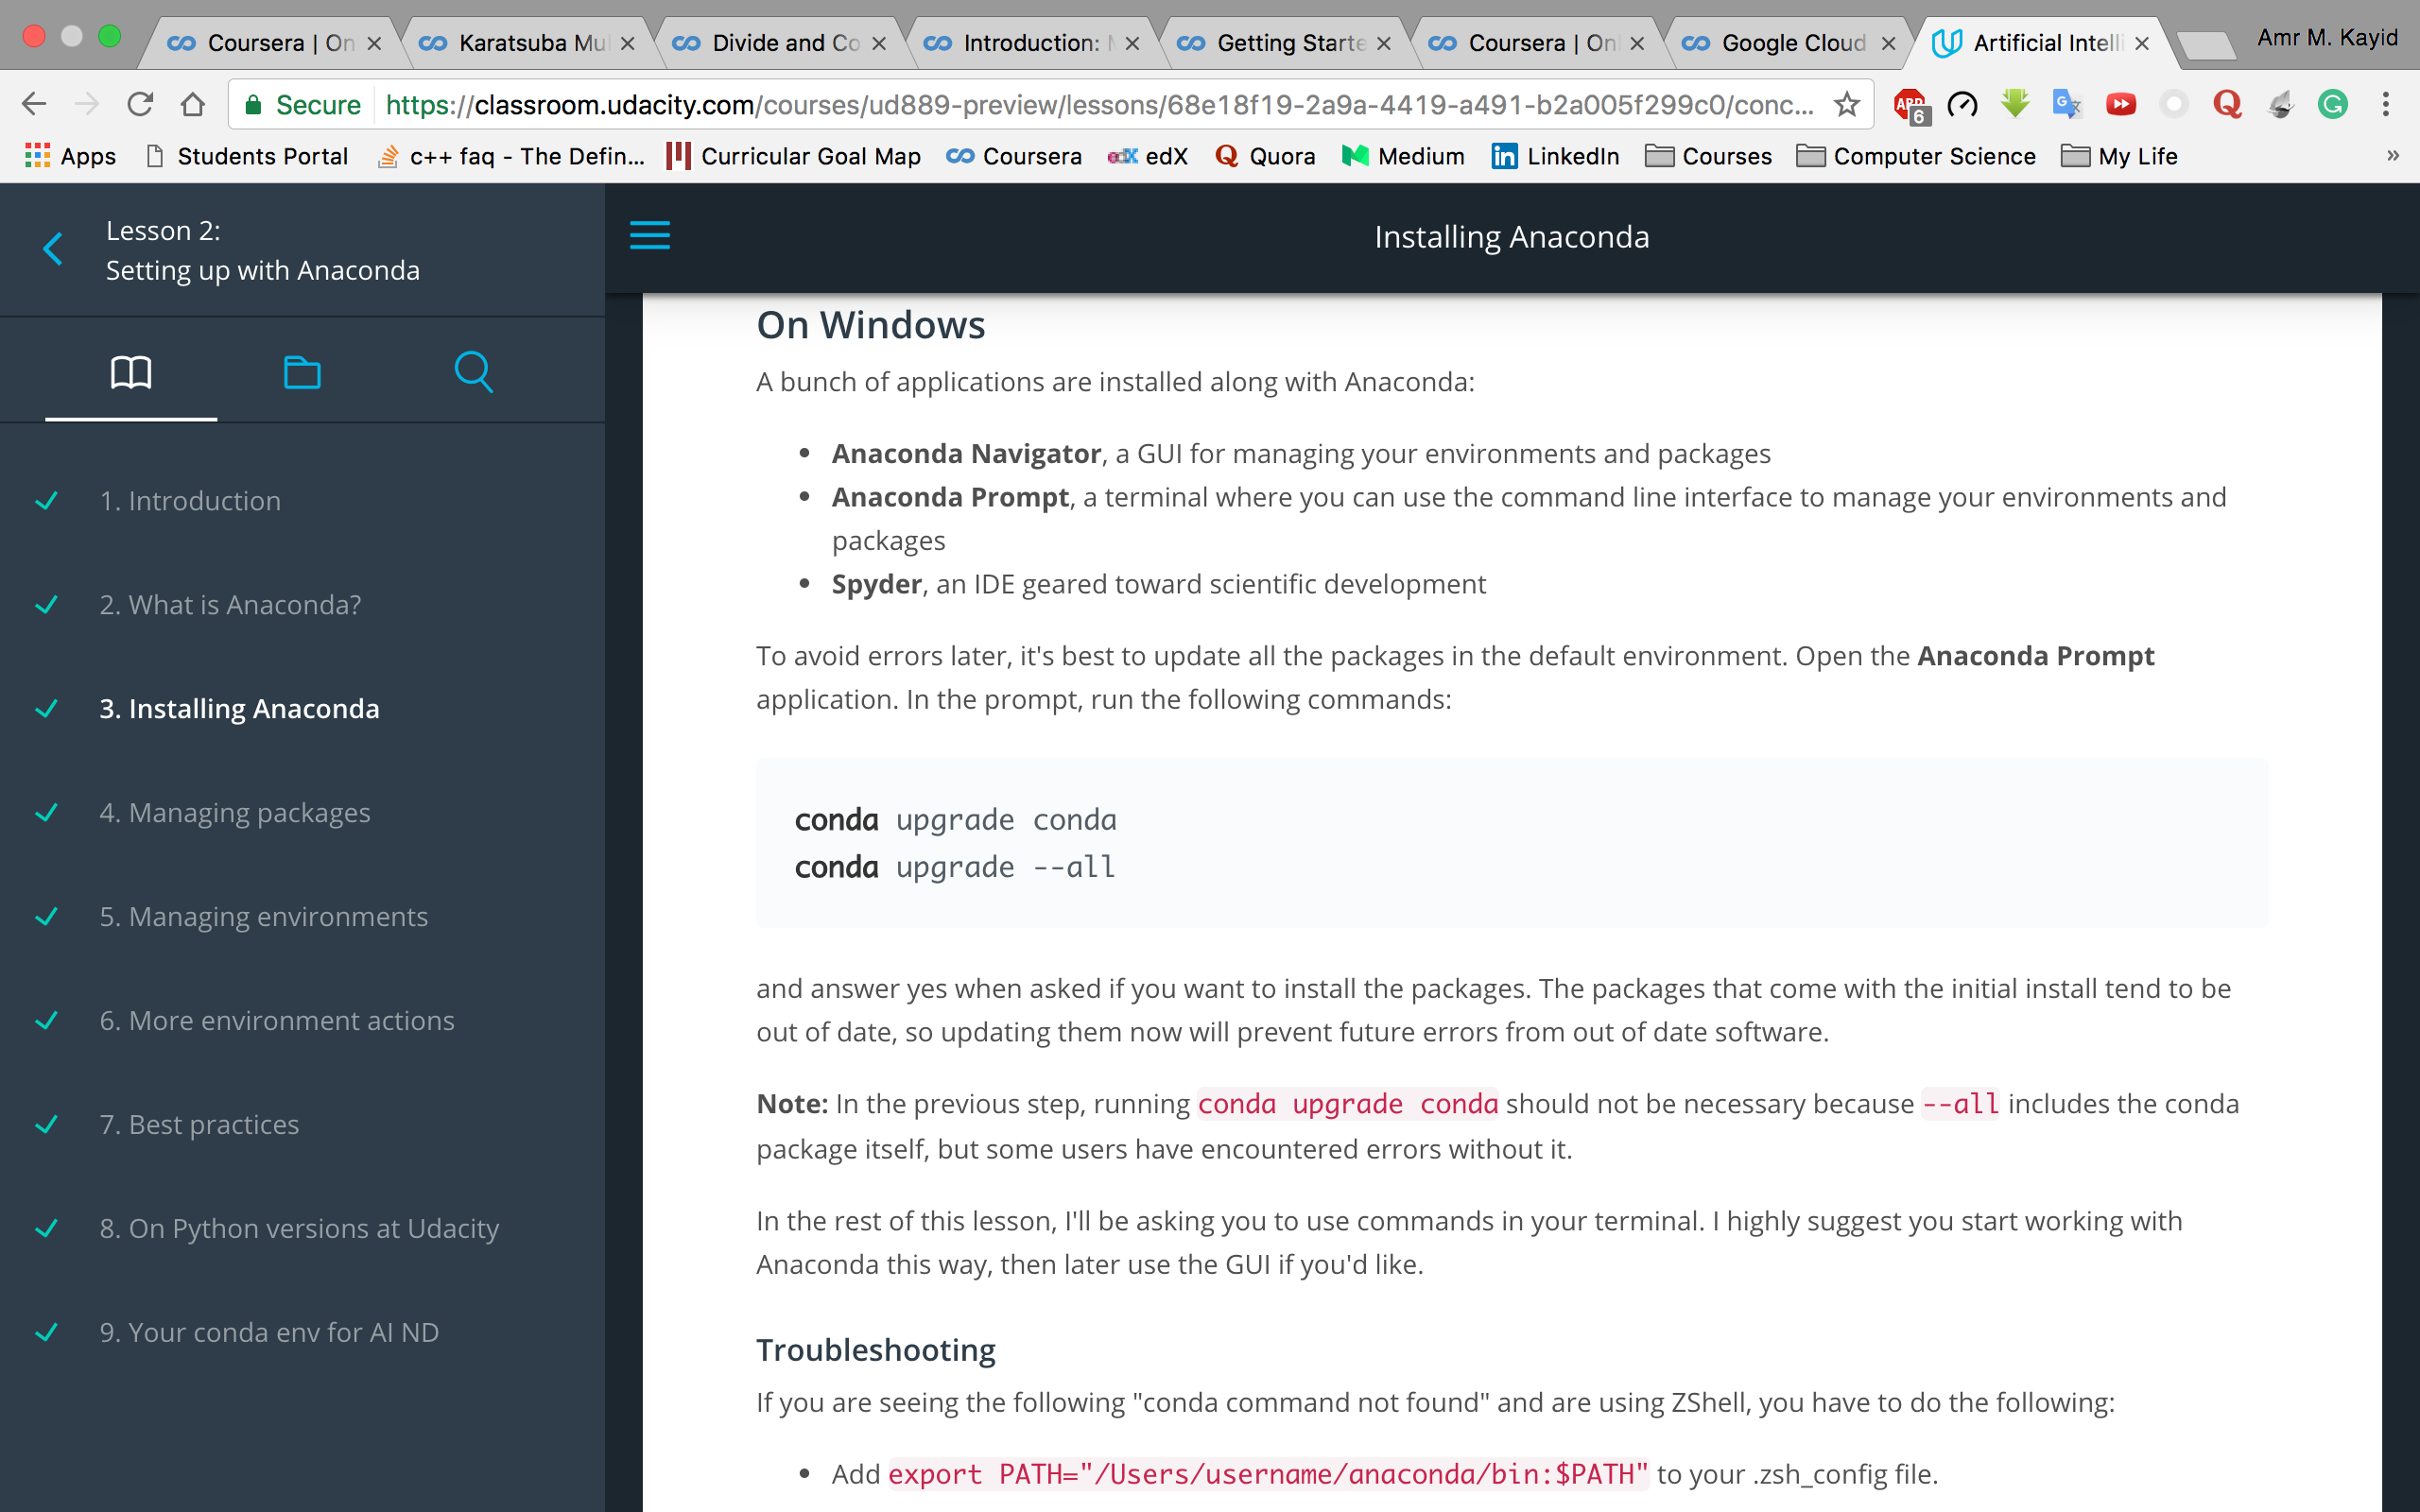 Coursera | On
Karatsuba Mul
Divide and Co
Introduction: M
Getting Starte
Coursera | Onl
Google Cloud
Artificial Intelli
Amr M. Kayid
Secure
https://classroom.udacity.com/courses/ud889-preview/lessons/68e18f19-2a9a-4419-a491-b2a005f299c0/conc...
ABP
6
Apps
Students Portal
c++ faq - The Defin...
Curricular Goal Map
Coursera
edX
Quora
Medium
LinkedIn
Courses
Computer Science
My Life
»
Lesson 2:
Setting up with Anaconda
1. Introduction
2. What is Anaconda?
3. Installing Anaconda
4. Managing packages
5. Managing environments
6. More environment actions
7. Best practices
8. On Python versions at Udacity
9. Your conda env for AI ND
Installing Anaconda
On Windows
A bunch of applications are installed along with Anaconda:
• Anaconda Navigator, a GUI for managing your environments and packages
• Anaconda Prompt, a terminal where you can use the command line interface to manage your environments and
packages
• Spyder, an IDE geared toward scientific development
To avoid errors later, it's best to update all the packages in the default environment. Open the Anaconda Prompt
application. In the prompt, run the following commands:
conda upgrade conda
conda upgrade --all
and answer yes when asked if you want to install the packages. The packages that come with the initial install tend to be
out of date, so updating them now will prevent future errors from out of date software.
Note: In the previous step, running conda upgrade conda should not be necessary because --all includes the conda
package itself, but some users have encountered errors without it.
In the rest of this lesson, I'll be asking you to use commands in your terminal. I highly suggest you start working with
Anaconda this way, then later use the GUI if you'd like.
Troubleshooting
If you are seeing the following "conda command not found" and are using ZShell, you have to do the following:
• Add export PATH="/Users/username/anaconda/bin:$PATH" to your .zsh_config file.